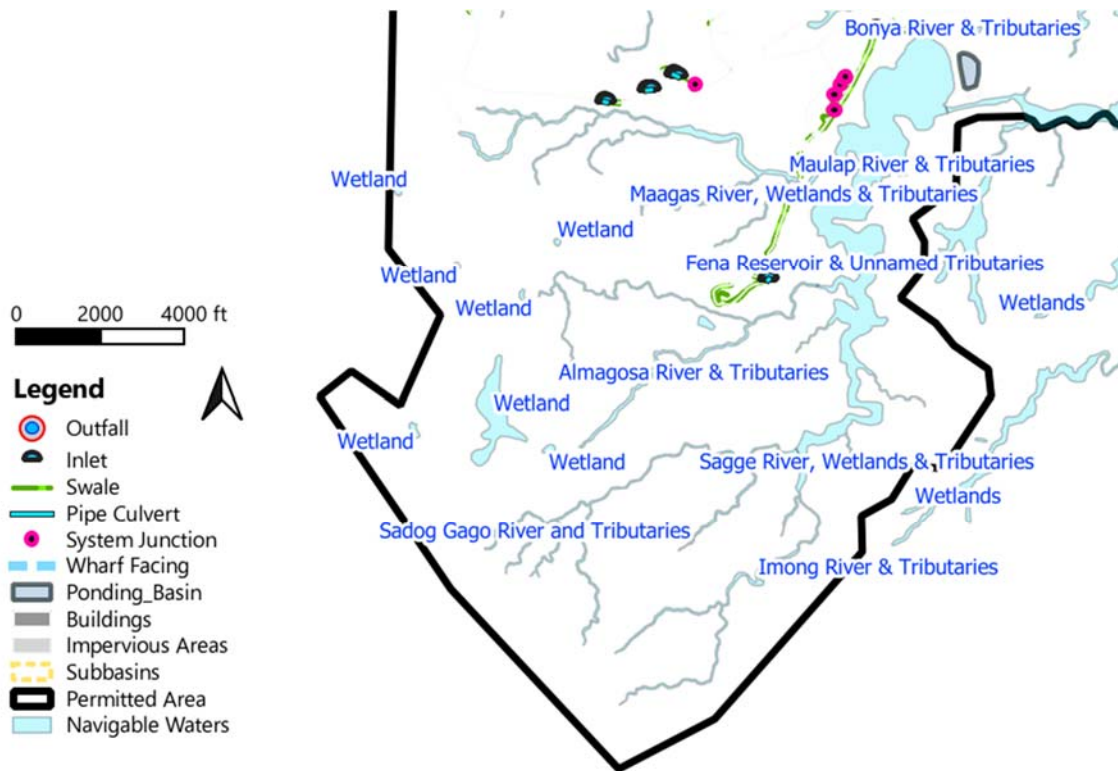 Bonya River & Tributaries
Maulap River & Tributaries
Wetland
Maagas River, Wetlands & Tributaries
Wetland
Fena Reservoir & Unnamed Tributaries
Wetland
Wetland
Wetlands
0 2000 4000 ft
Almagosa River & Tributaries
Legend
Wetland
Outfall
Wetland
Inlet
Wetland
Sagge River, Wetlands & Tributaries
Swale
Wetlands
Pipe Culvert
Sadog Gago River and Tributaries
System Junction
Wharf Facing
Imong River & Tributaries
Ponding_Basin
Buildings
Impervious Areas
Subbasins
Permitted Area
Navigable Waters